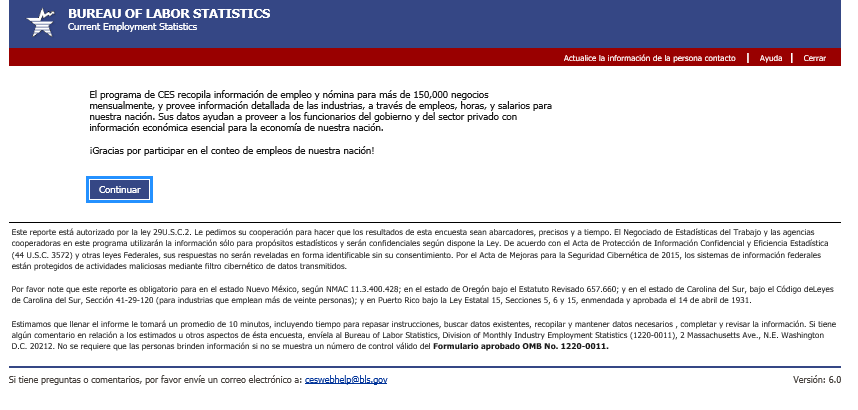 BUREAU OF LABOR STATISTICS
Current Employment Statistics
Actualice la información de la persona contacto | Ayuda | Cerrar
El programa de CES recopila información de empleo y nómina para más de 150,000 negocios
mensualmente, y provee información detallada de las industrias, a través de empleos, horas, y salarios para
nuestra nación. Sus datos ayudan a proveer a los funcionarios del gobierno y del sector privado con
información económica esencial para la economía de nuestra nación.
¡Gracias por participar en el conteo de empleos de nuestra nación!
Continuar
Este reporte está autorizado por la ley 29U.S.C.2. Le pedimos su cooperación para hacer que los resultados de esta encuesta sean abarcadores, precisos y a tiempo. El Negociado de Estadísticas del Trabajo y las agencias
cooperadoras en este programa utilizarán la información sólo para propósitos estadísticos y serán confidenciales según dispone la Ley. De acuerdo con el Acta de Protección de Información Confidencial y Eficiencia Estadística
(44 U.S.C. 3572) y otras leyes Federales, sus respuestas no serán reveladas en forma identificable sin su consentimiento. Por el Acta de Mejoras para la Seguridad Cibernética de 2015, los sistemas de información federales
están protegidos de actividades maliciosas mediante filtro cibernético de datos transmitidos.
Por favor note que este reporte es obligatorio para en el estado Nuevo México, según NMAC 11.3.400.428; en el estado de Oregón bajo el Estatuto Revisado 657.660; y en el estado de Carolina del Sur, bajo el Código deLeyes
de Carolina del Sur, Sección 41-29-120 (para industrias que emplean más de veinte personas); y en Puerto Rico bajo la Ley Estatal 15, Secciones 5, 6 y 15, enmendada y aprobada el 14 de abril de 1931.
Estimamos que llenar el informe le tomará un promedio de 10 minutos, incluyendo tiempo para repasar instrucciones, buscar datos existentes, recopilar y mantener datos necesarios , completar y revisar la información. Si tiene
algún comentario en relación a los estimados u otros aspectos de ésta encuesta, envíela al Bureau of Labor Statistics, Division of Monthly Industry Employment Statistics (1220-0011), 2 Massachusetts Ave., N.E. Washington
D.C. 20212. No se requiere que las personas brinden información si no se muestra un número de control válido del Formulario aprobado OMB No. 1220-0011.
Si tiene preguntas o comentarios, por favor envíe un correo electrónico a: ceswebhelp@bls.gov Versión: 6.0